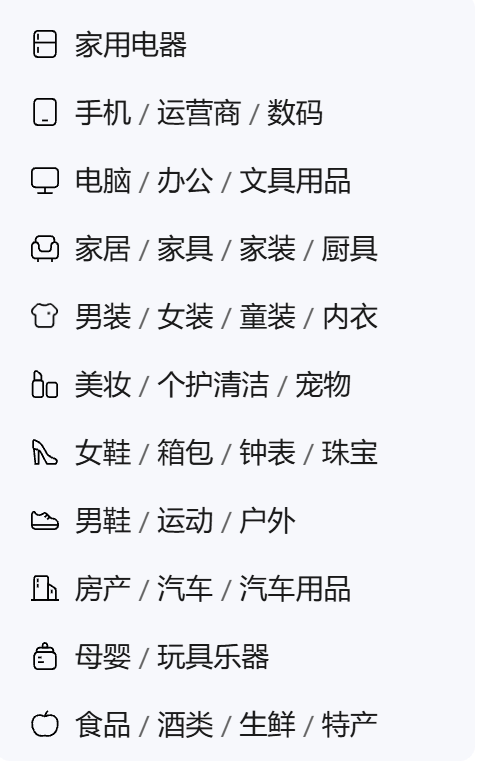 家用电器
手机 / 运营商 / 数码
电脑 / 办公 / 文具用品
家居 / 家具 / 家装 / 厨具
男装 / 女装 / 童装 / 内衣
美妆 / 个护清洁 / 宠物
女鞋 / 箱包 / 钟表 / 珠宝
男鞋 / 运动 / 户外
房产 / 汽车 / 汽车用品
母婴 / 玩具乐器
食品 / 酒类 / 生鲜 / 特产